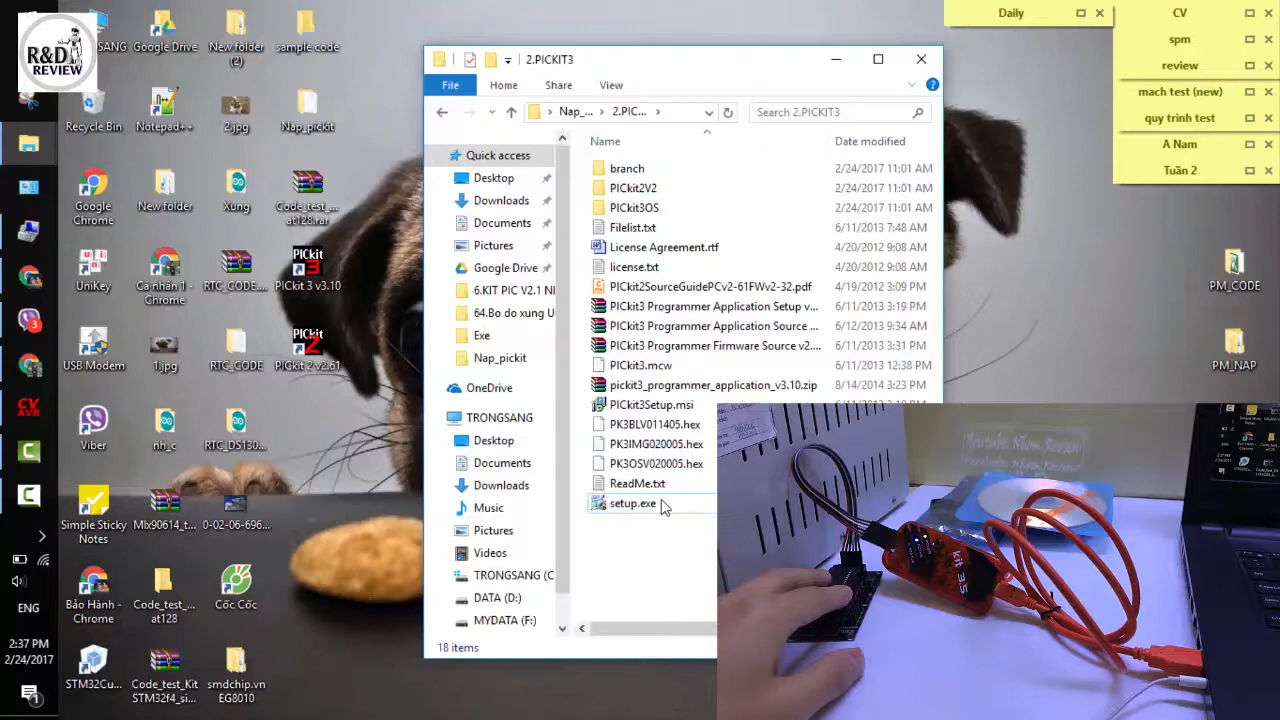 R&D
REVIEW
SANG
Google Drive
New folder
(2)
sample code
Recycle Bin
Notepad++
2.jpg
Nap_pickit
Google
Chrome
New folder
Xung
Code_test_...
at128.rar
UniKey
Cá nhân 1 -
Chrome
RTC_CODE....
PICkit
3
PICkit 3 v3.10
USB Modem
1.jpg
RTC_CODE
PICkit
2
PICkit 2 v2.61
Viber
nh_c
RTC_DS130...
Simple Sticky
Notes
Mlx90614_t...
0-02-06-696...
Bảo Hành -
Chrome
Code_test_...
at128
Cốc Cốc
STM32Cu...
Code_test_Kit
STM32f4_si...
smdchip.vn
EG8010
3
CV
AVR
ENG
2:37 PM
2/24/2017
1
2.PICKIT3
File
Home
Share
View
Nap_...
2.PIC...
Search 2.PICKIT3
Quick access
Desktop
Downloads
Documents
Pictures
Google Drive
6.KIT PIC V2.1 NI
64.Bo do xung U
Exe
Nap_pickit
OneDrive
TRONGSANG
Desktop
Documents
Downloads
Music
Pictures
Videos
TRONGSANG (C
DATA (D:)
MYDATA (F:)
18 items
Name
Date modified
branch
2/24/2017 11:01 AM
PICkit2V2
2/24/2017 11:01 AM
PICkit3OS
2/24/2017 11:01 AM
Filelist.txt
6/11/2013 7:48 AM
License Agreement.rtf
4/20/2012 9:08 AM
license.txt
4/20/2012 9:08 AM
PICkit2SourceGuidePCv2-61FWv2-32.pdf
4/19/2012 3:09 PM
PICkit3 Programmer Application Setup v...
6/11/2013 3:19 PM
PICkit3 Programmer Application Source ...
6/12/2013 9:34 AM
PICkit3 Programmer Firmware Source v2....
6/11/2013 3:31 PM
PICkit3.mcw
6/11/2013 12:38 PM
pickit3_programmer_application_v3.10.zip
8/14/2014 3:23 PM
PICkit3Setup.msi
PK3BLV011405.hex
PK3IMG020005.hex
PK3OSV020005.hex
ReadMe.txt
setup.exe
Daily
CV
spm
review
mach test (new)
quy trinh test
A Nam
Tuần 2
PM_CODE
PM_NAP
Kit 3S